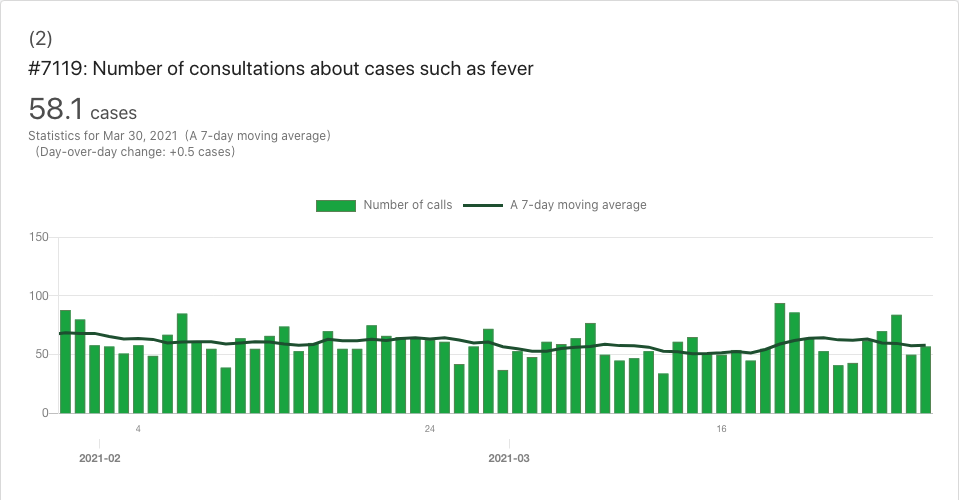 (2)
#7119: Number of consultations about cases such as fever
58.1 cases
Statistics for Mar 30, 2021 (A 7-day moving average)
(Day-over-day change: +0.5 cases)
Number of calls A 7-day moving average
150
100
50
0
4 24 16
2021-02 2021-03